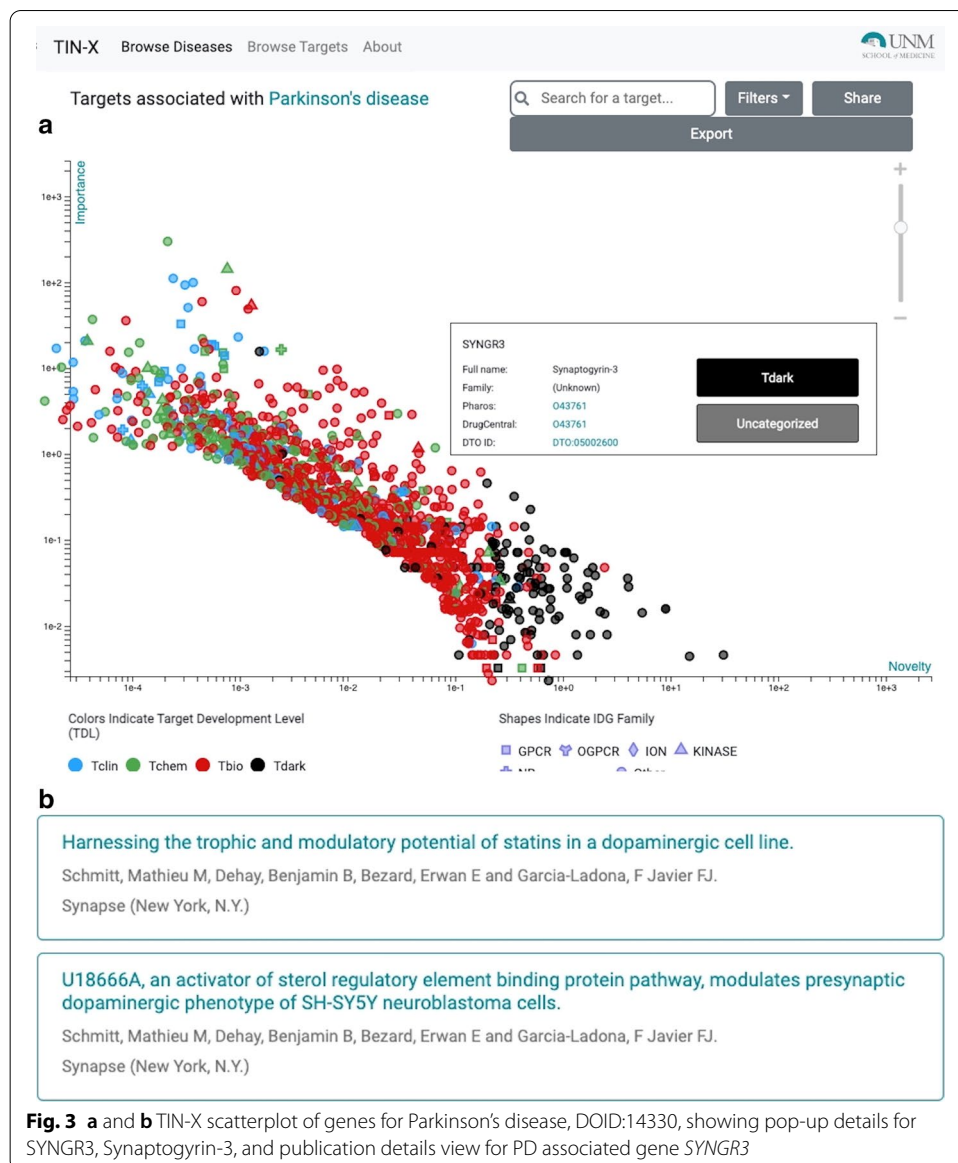 TIN-X Browse Diseases Browse Targets About
UNM
SCHOOL of MEDICINE
Targets associated with Parkinson's disease
Search for a target...
Filters
Share
Export
a
Importance
1e+3
1e+2
1e+0
1e-1
1e-2
SYNGR3
Full name: Synaptogyrin-3
Family: (Unknown)
Pharos: O43761
DrugCentral: O43761
DTO ID: DTO:05002600
Tdark
Uncategorized
Novelty
1e-4 1e-3 1e-2 1e-1 1e+0 1e+1 1e+2 1e+3
Colors Indicate Target Development Level
(TDL)
Tclin Tchem Tbio Tdark
Shapes Indicate IDG Family
GPCR OGPCR ION KINASE
b
Harnessing the trophic and modulatory potential of statins in a dopaminergic cell line.
Schmitt, Mathieu M, Dehay, Benjamin B, Bezard, Erwan E and Garcia-Ladona, F Javier FJ.
Synapse (New York, N.Y.)
U18666A, an activator of sterol regulatory element binding protein pathway, modulates presynaptic
dopaminergic phenotype of SH-SY5Y neuroblastoma cells.
Schmitt, Mathieu M, Dehay, Benjamin B, Bezard, Erwan E and Garcia-Ladona, F Javier FJ.
Synapse (New York, N.Y.)
Fig. 3 a and b TIN-X scatterplot of genes for Parkinson's disease, DOID:14330, showing pop-up details for
SYNGR3, Synaptogyrin-3, and publication details view for PD associated gene SYNGR3